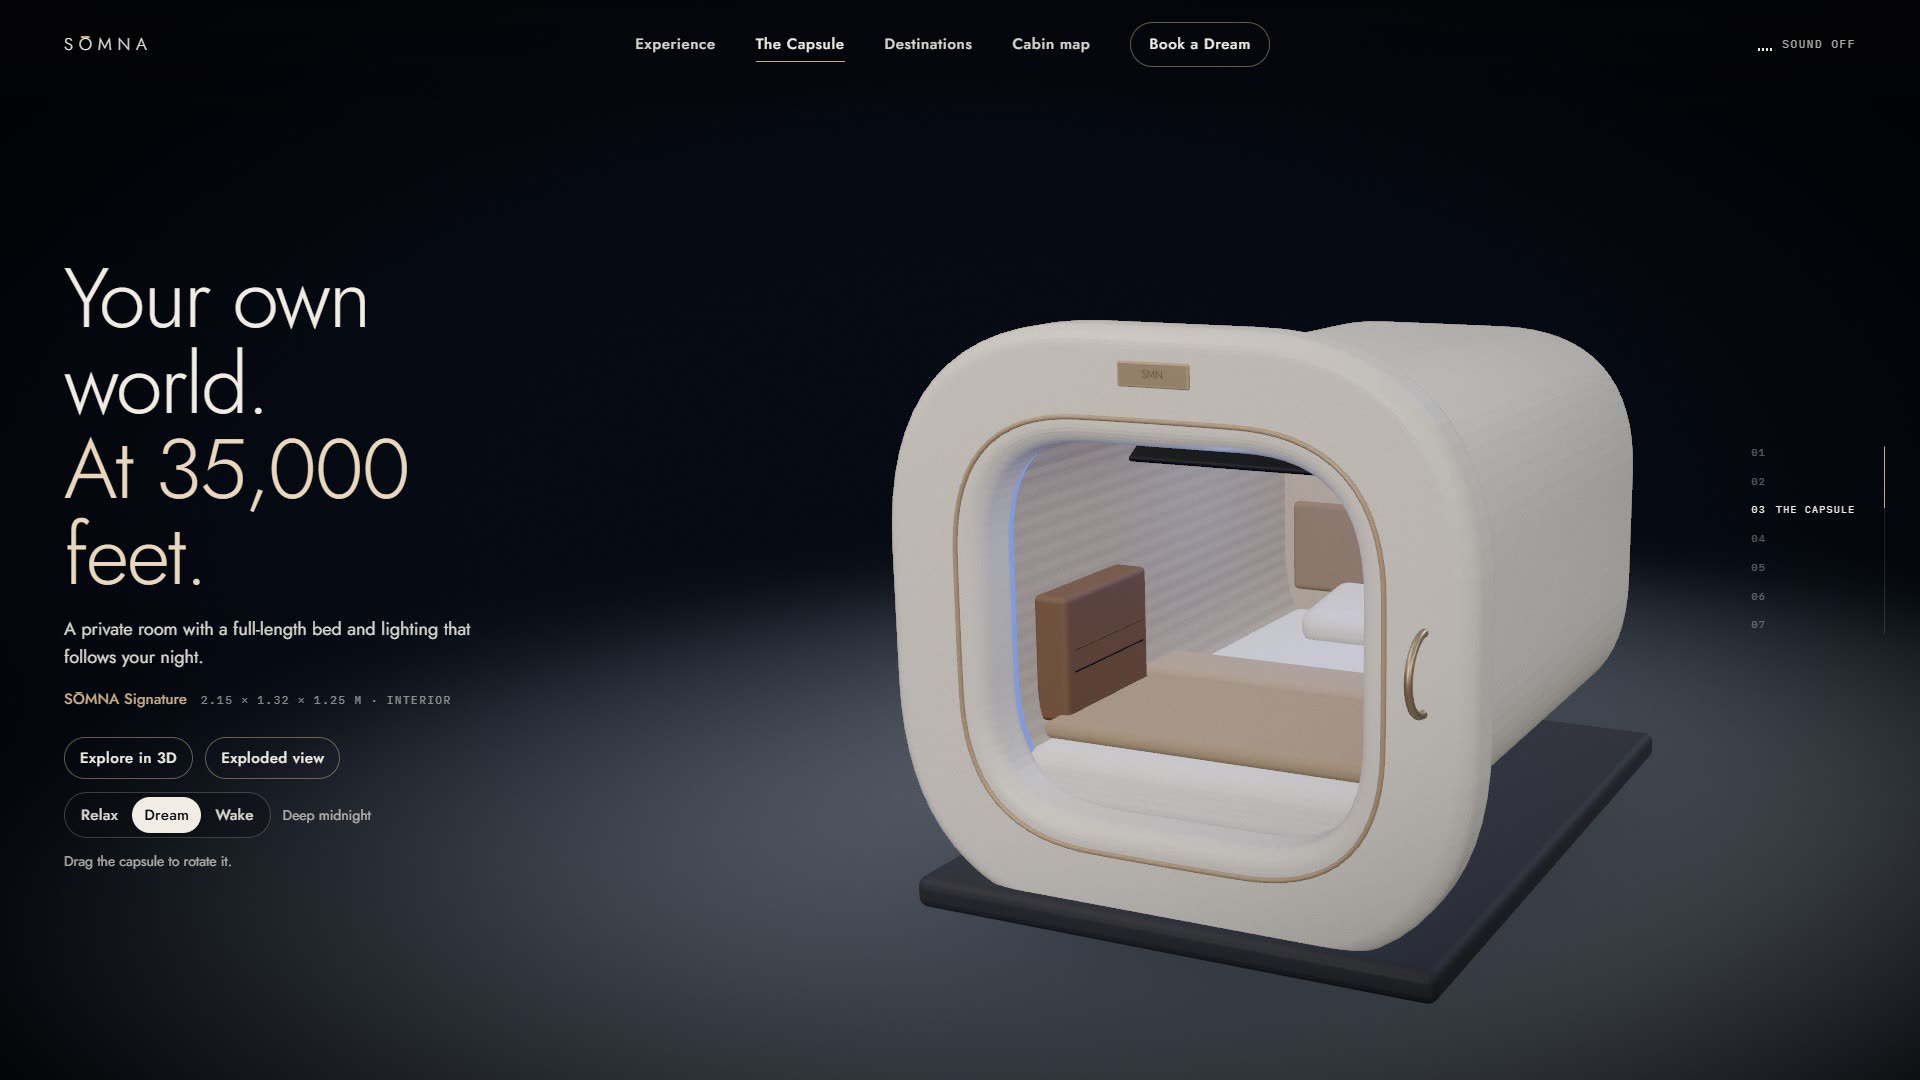 SŌMNA
Experience
The Capsule
Destinations
Cabin map
Book a Dream
SOUND OFF
Your own
world.
At 35,000
feet.
A private room with a full-length bed and lighting that
follows your night.
SŌMNA Signature 2.15 × 1.32 × 1.25 M · INTERIOR
Explore in 3D
Exploded view
Relax
Dream
Wake
Deep midnight
Drag the capsule to rotate it.
SMN
01
02
03 THE CAPSULE
04
05
06
07